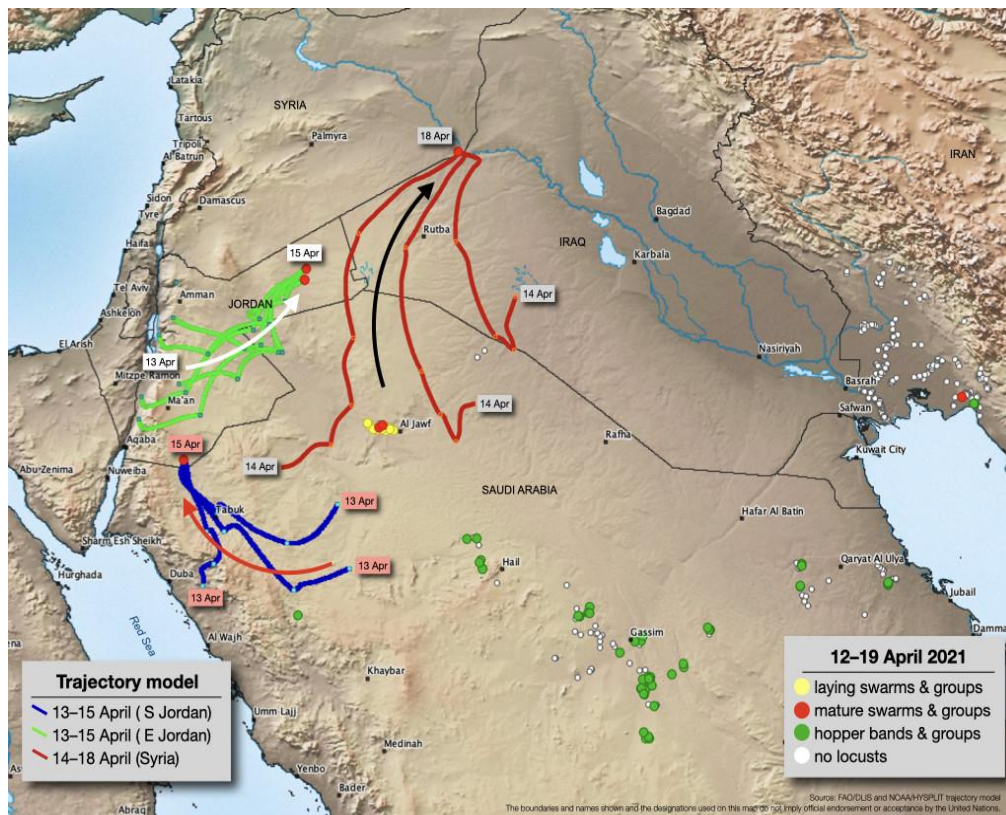 Latakia
SYRIA
Tartous
Palmyra
18 Apr
IRAN
Tripoli
Al Batrun
Sidon
Damascus
Tyre
Rutba
Bagdad
Haifa
15 Apr
IRAQ
Karbala
Tel Aviv
Amman
14 Apr
JORDAN
Ashkelon
El Arish
13 Apr
Nasiriyah
Mitzpe-Ramon
Basrah
Ma'an
14 Apr
Safwan
Al Jawf
Aqaba
15 Apr
Rafha
Kuwait City
14 Apr
Abu-Zenima
Nuweiba
SAUDI ARABIA
13 Apr
Tabuk
Hafar Al Batin
Sharm Esh Sheikh
Hail
Qaryat Al Ulya
Duba
13 Apr
Hurghada
13 Apr
Jubail
Red Sea
Al Wajh
Gassim
Damma
Khaybar
Trajectory model
13–15 April ( S Jordan)
13–15 April ( E Jordan)
14–18 April (Syria)
12–19 April 2021
laying swarms & groups
mature swarms & groups
hopper bands & groups
no locusts
Umm Lajj
Medinah
Yenbo
Bader
Abraq
Source: FAO/DLIS and NOAA/HYSPLIT trajectory model
The boundaries and names shown and the designations used on this map do not imply official endorsement or acceptance by the United Nations.